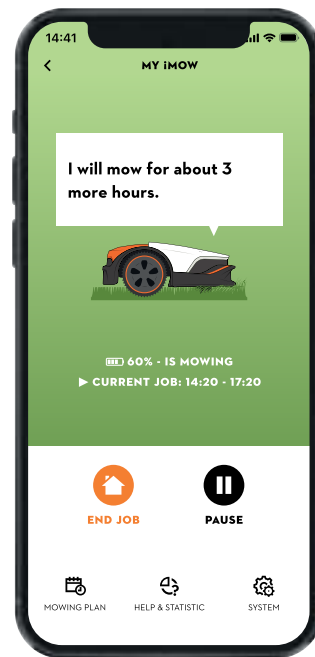 14:41
MY iMOW
I will mow for about 3
more hours.
60% - IS MOWING
CURRENT JOB: 14:20 - 17:20
END JOB
PAUSE
MOWING PLAN
HELP & STATISTIC
SYSTEM